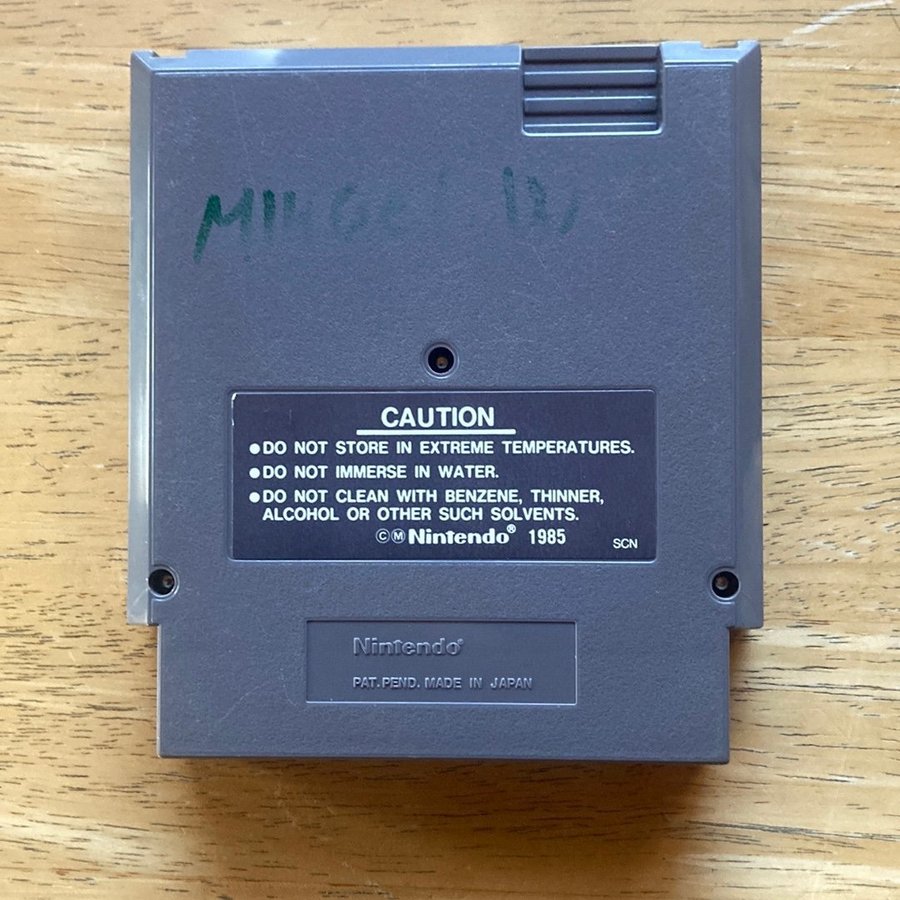 CAUTION
●DO NOT STORE IN EXTREME TEMPERATURES.
●DO NOT IMMERSE IN WATER.
●DO NOT CLEAN WITH BENZENE, THINNER,
ALCOHOL OR OTHER SUCH SOLVENTS.
ⒸⓂNintendo® 1985
SCN
Nintendo®
PAT.PEND. MADE IN JAPAN